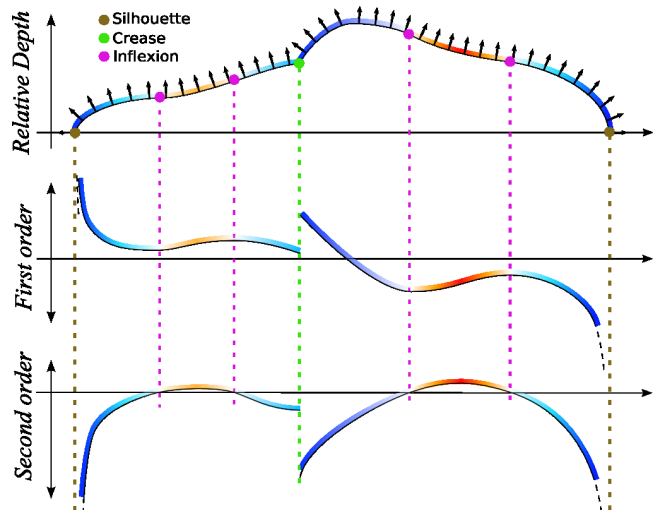 Relative Depth
Silhouette
Crease
Inflexion
First order
Second order